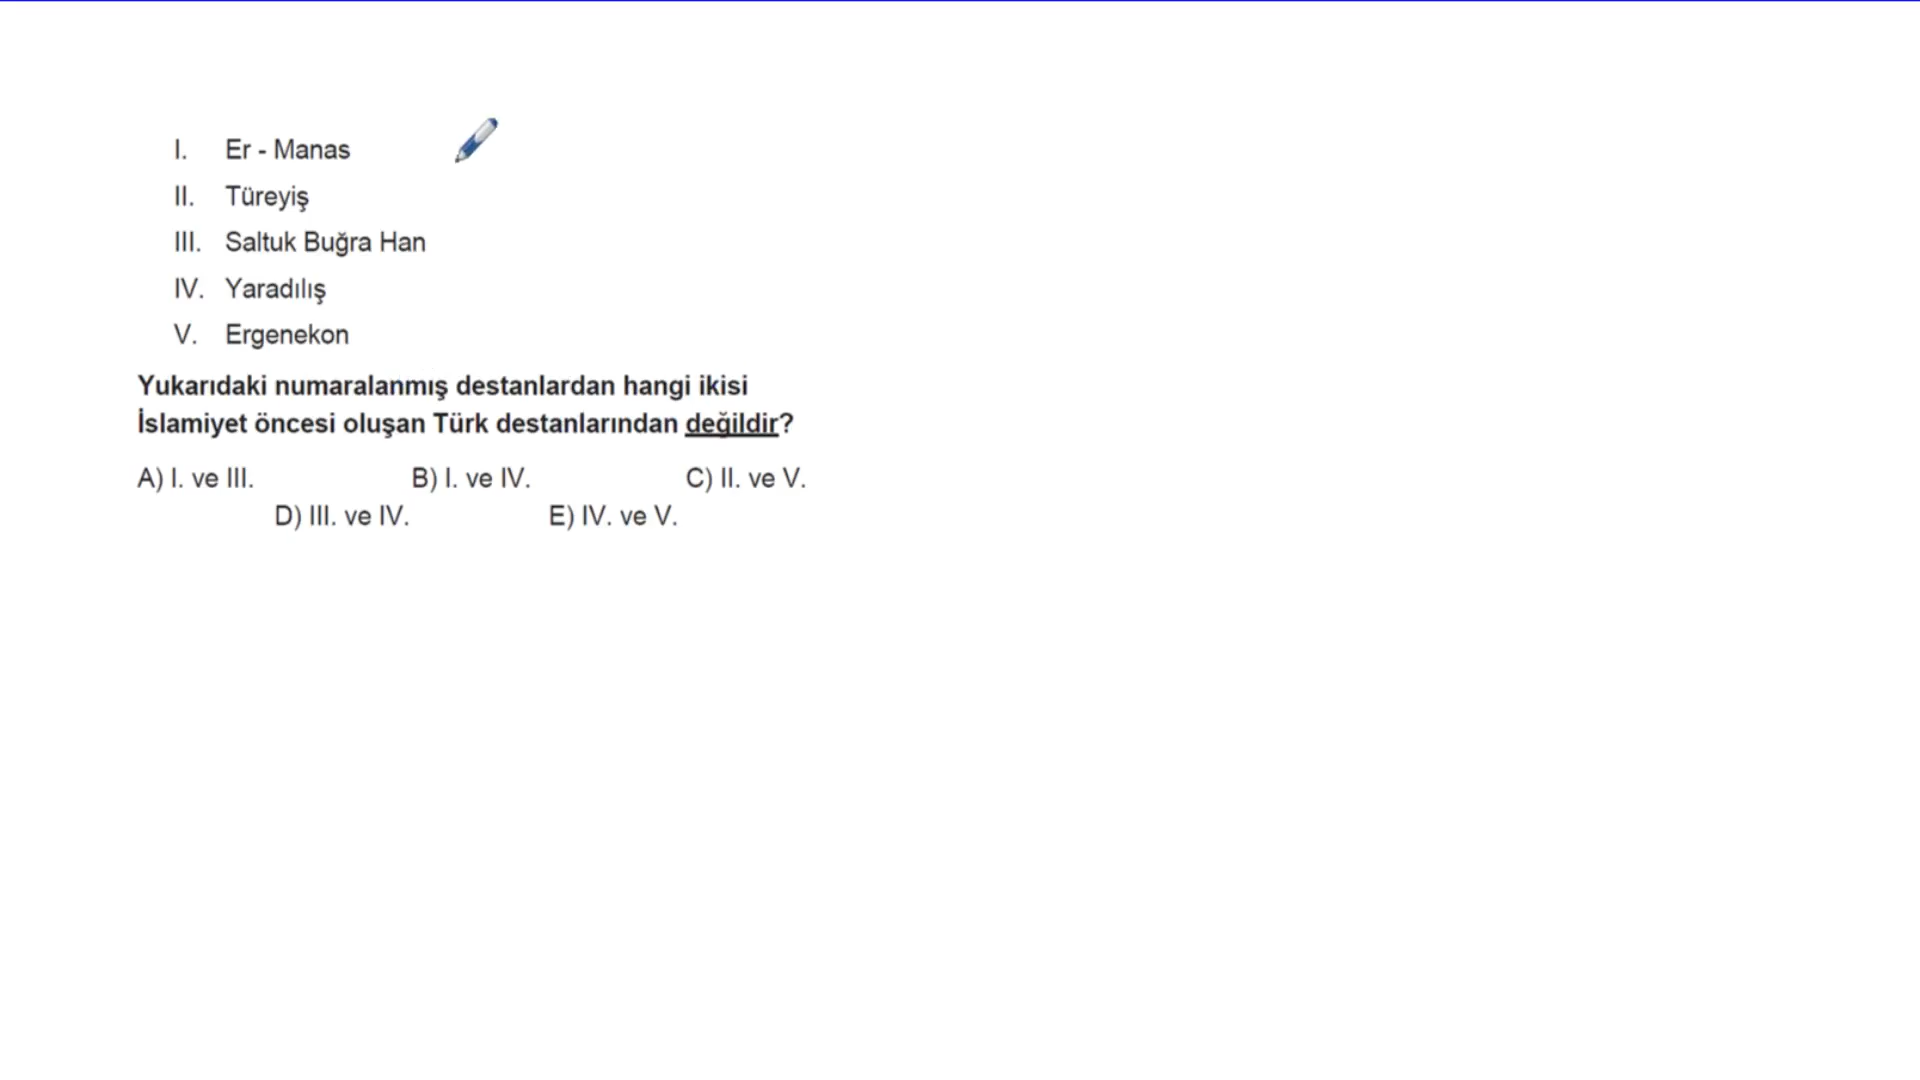 I. Er - Manas
II. Türeyiş
III. Saltuk Buğra Han
IV. Yaradılış
V. Ergenekon
Yukarıdaki numaralanmış destanlardan hangi ikisi
İslamiyet öncesi oluşan Türk destanlarından değildir?
A) I. ve III. B) I. ve IV. C) II. ve V.
D) III. ve IV. E) IV. ve V.